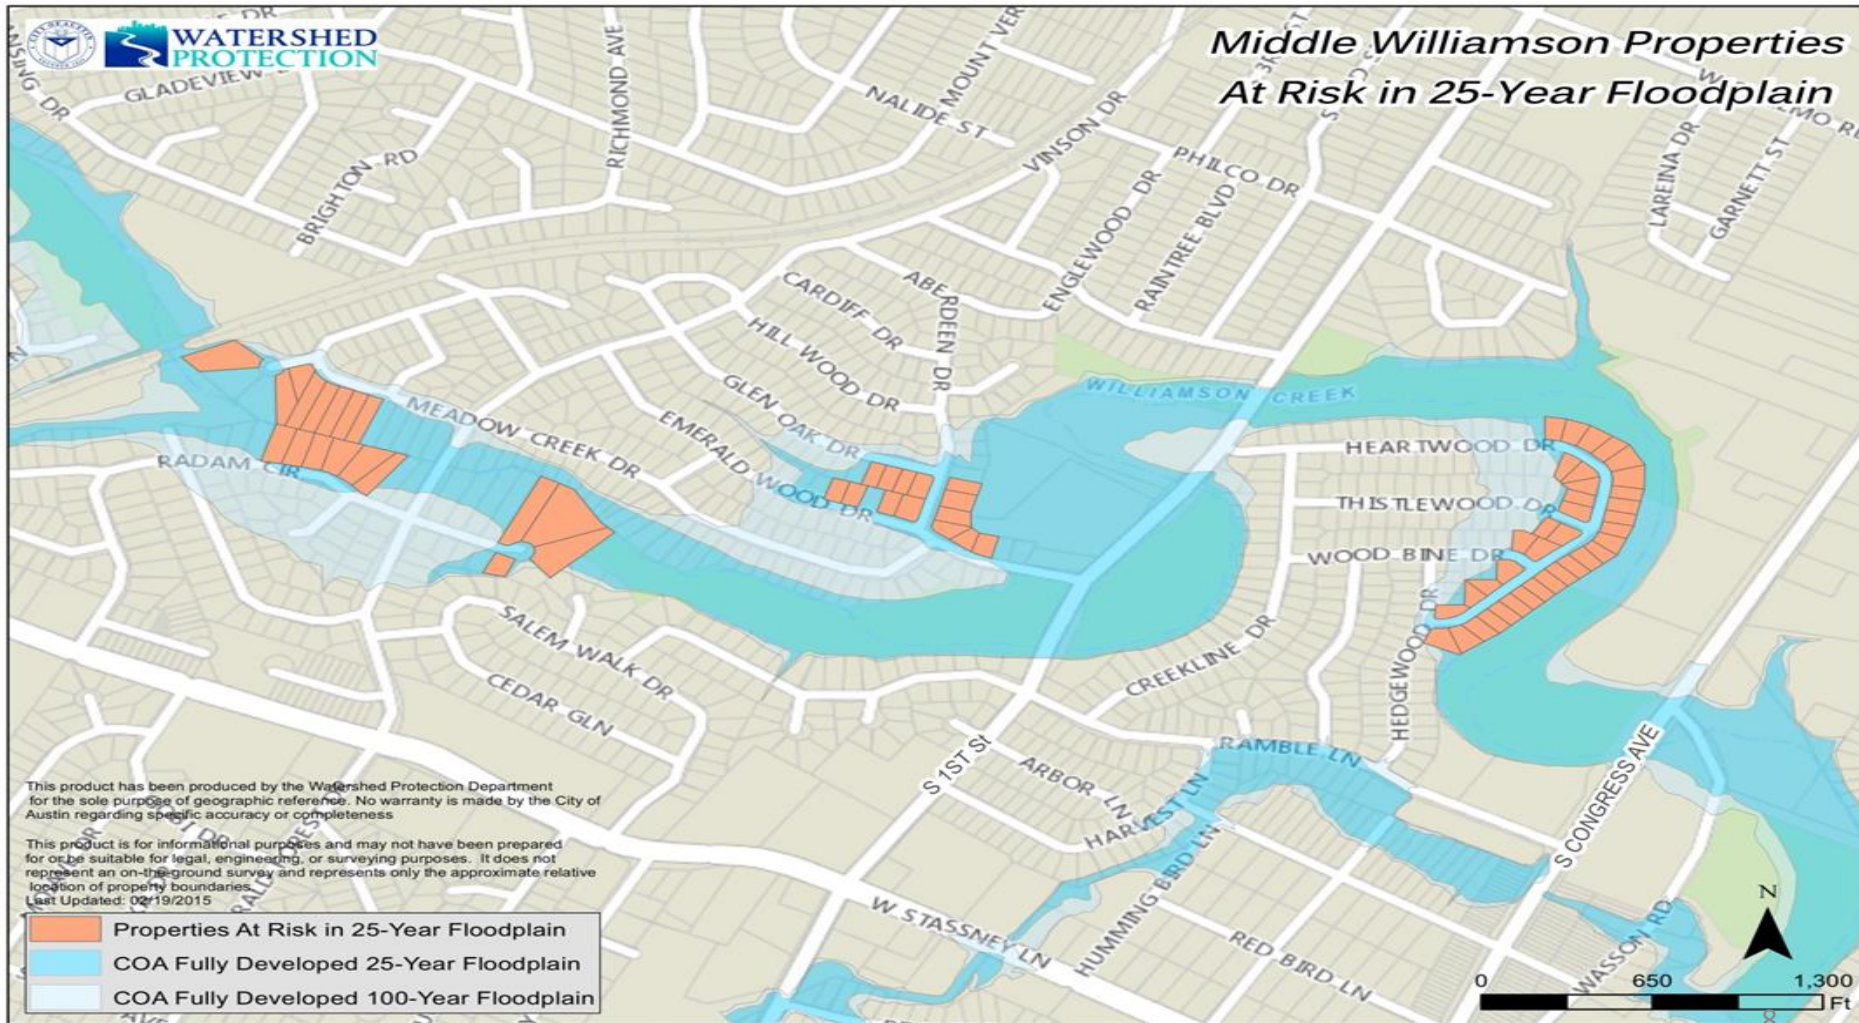 WATERSHED
PROTECTION
Middle Williamson Properties
At Risk in 25-Year Floodplain
GLADEVIEW
BRIGHTON RD
RICHMOND AVE
NALIDE ST
MOUNT VER
VINSON DR
PHILCO DR
LAREINA DR
GARNETT ST
ENGLEWOOD DR
RAINTREE BLVD
ABERDEEN DR
CARDIFF DR
HILL WOOD DR
GLEN OAK DR
EMERALD WOOD DR
MEADOW CREEK DR
RADAM CIR
WILLIAMSON CREEK
HEARTWOOD DR
THISTLEWOOD DR
WOOD BINE DR
HEDGEWOOD DR
CREEKLINE DR
SALEM WALK DR
CEDAR GLN
S 1ST St
ARBOR LN
HARVEST LN
RAMBLE LN
HUMMING BIRD LN
S CONGRESS AVE
W STASSNEY LN
RED BIRD LN
WASSON RD
This product has been produced by the Watershed Protection Department
for the sole purpose of geographic reference. No warranty is made by the City of
Austin regarding specific accuracy or completeness
This product is for informational purposes and may not have been prepared
for or be suitable for legal, engineering, or surveying purposes. It does not
represent an on-the-ground survey and represents only the approximate relative
location of property boundaries.
Last Updated: 02/19/2015
Properties At Risk in 25-Year Floodplain
COA Fully Developed 25-Year Floodplain
COA Fully Developed 100-Year Floodplain
N
0 650 1,300
Ft
8